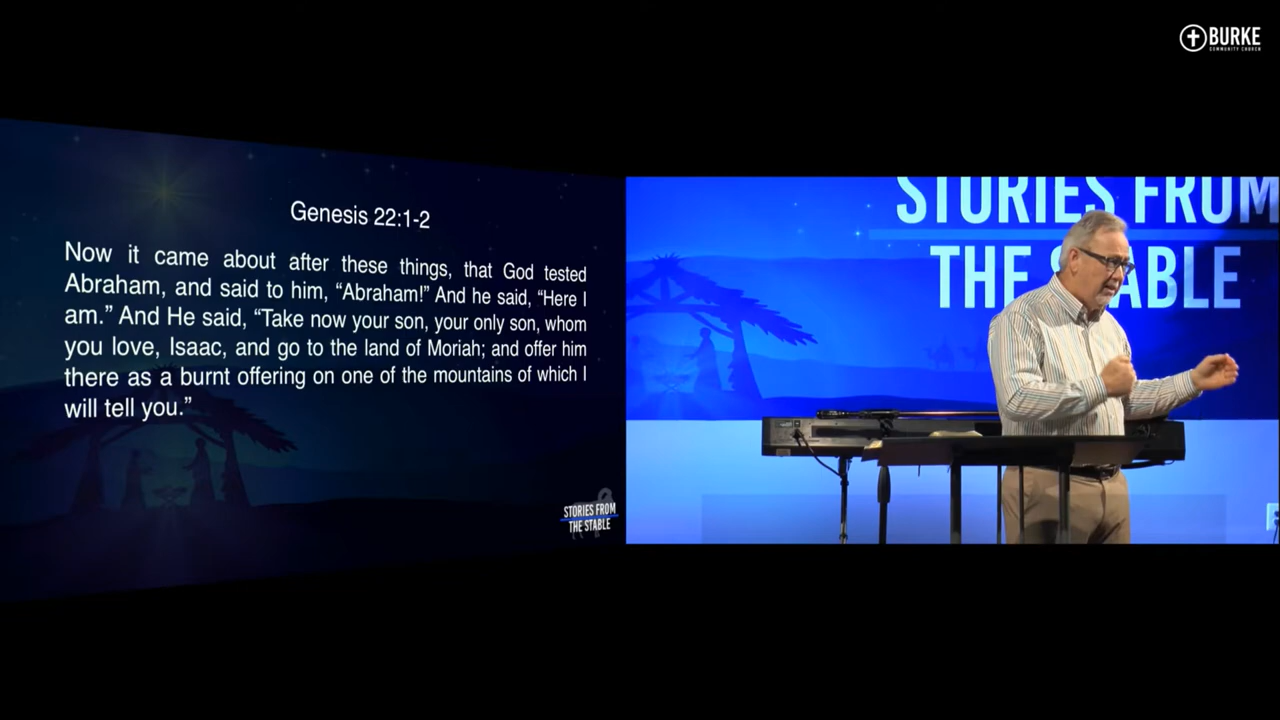 BURKE
COMMUNITY CHURCH
Genesis 22:1-2
Now it came about after these things, that God tested
Abraham, and said to him, “Abraham!” And he said, “Here I
am.” And He said, “Take now your son, your only son, whom
you love, Isaac, and go to the land of Moriah; and offer him
there as a burnt offering on one of the mountains of which I
will tell you.”
STORIES FROM
THE STABLE
STORIES FROM
THE STABLE